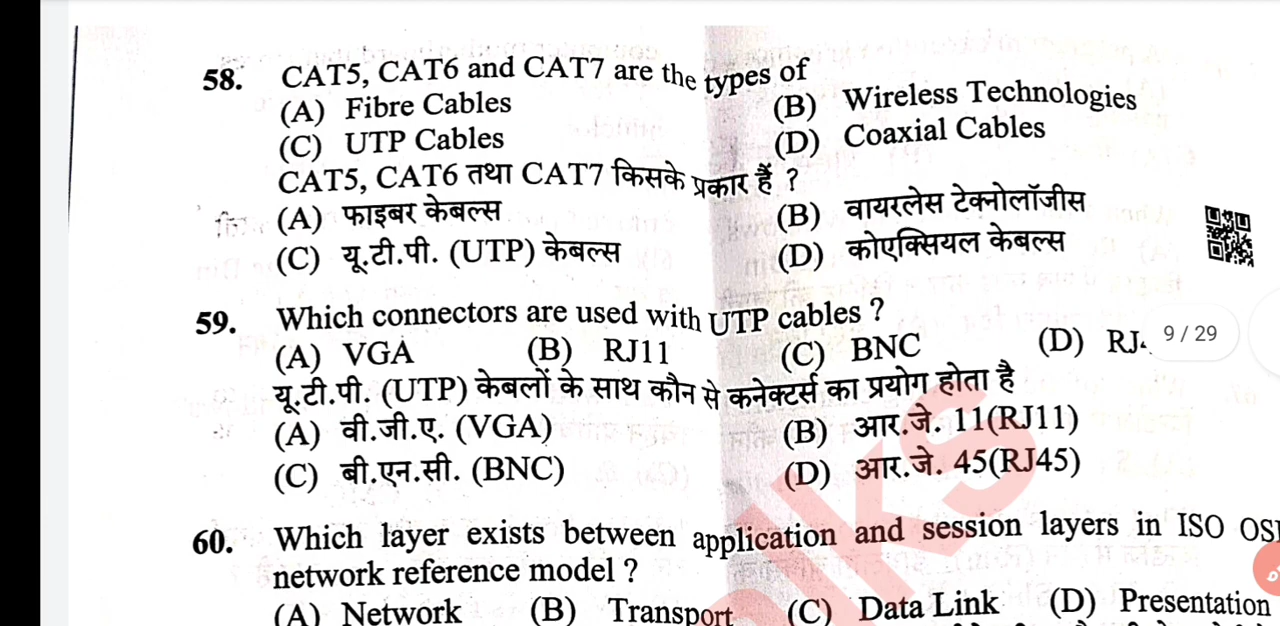 58. CAT5, CAT6 and CAT7 are the types of
(A) Fibre Cables (B) Wireless Technologies
(C) UTP Cables (D) Coaxial Cables
CAT5, CAT6 तथा CAT7 किसके प्रकार हैं ?
(A) फाइबर केबल्स (B) वायरलेस टेक्नोलॉजीस
(C) यू.टी.पी. (UTP) केबल्स (D) कोएक्सियल केबल्स
59. Which connectors are used with UTP cables ?
(A) VGA (B) RJ11 (C) BNC (D) RJ
9 / 29
यू.टी.पी. (UTP) केबलों के साथ कौन से कनेक्टर्स का प्रयोग होता है
(A) वी.जी.ए. (VGA) (B) आर.जे. 11(RJ11)
(C) बी.एन.सी. (BNC) (D) आर.जे. 45(RJ45)
60. Which layer exists between application and session layers in ISO OSI
network reference model ?
(A) Network (B) Transport (C) Data Link (D) Presentation